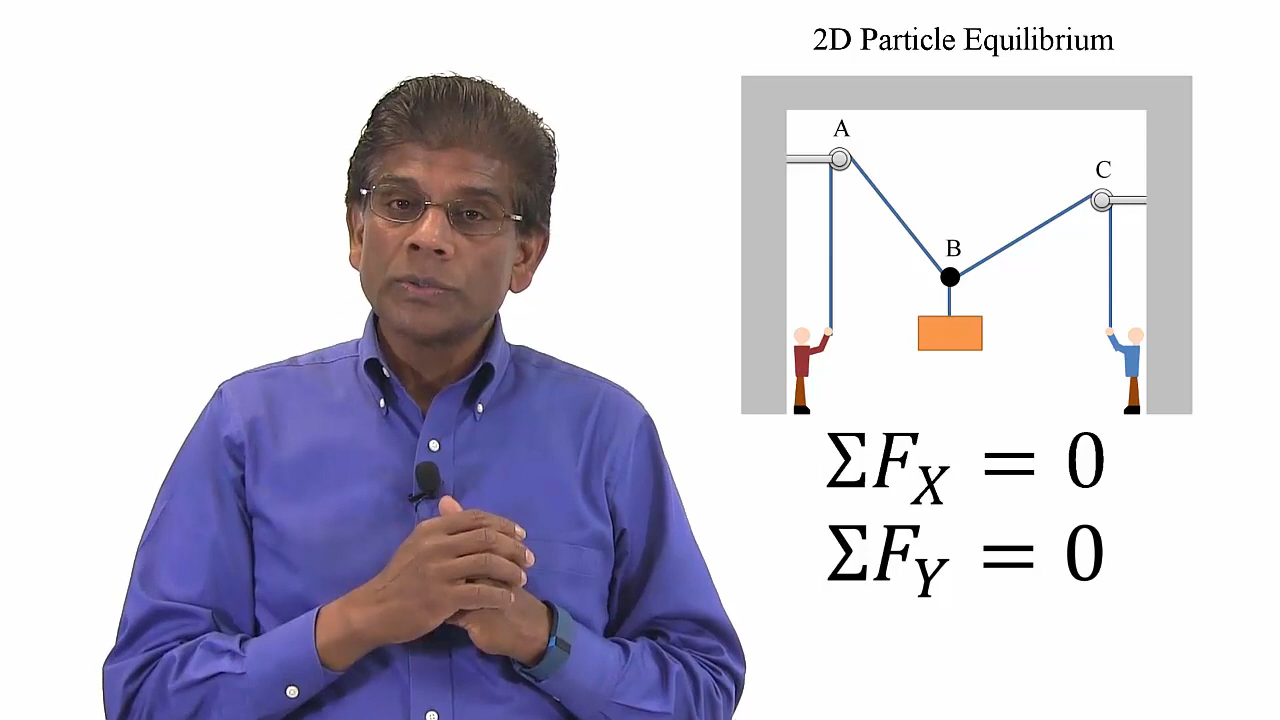 2D Particle Equilibrium
A
C
B
ΣF_X = 0
ΣF_Y = 0